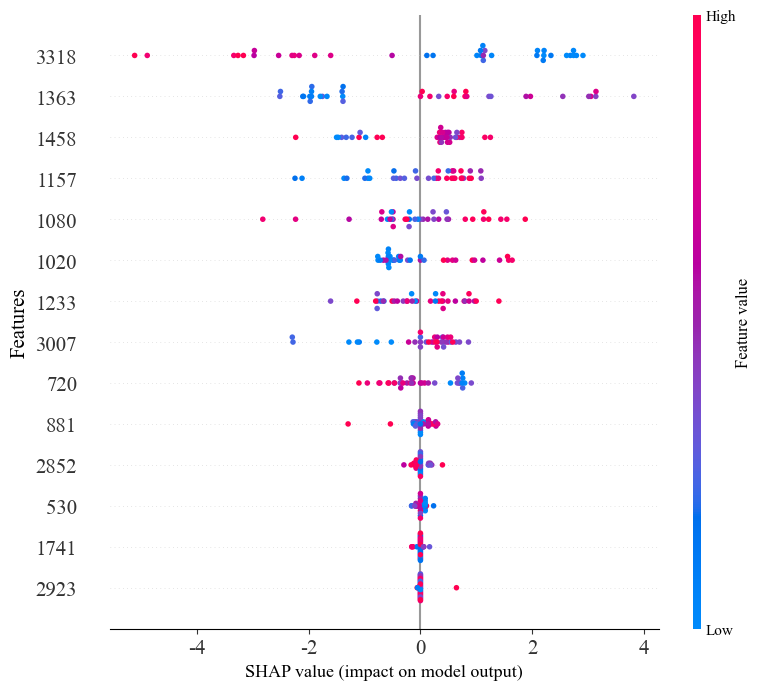 High
3318
1363
1458
1157
1080
1020
1233
3007
720
881
2852
530
1741
2923
Features
Feature value
Low
-4 -2 0 2 4
SHAP value (impact on model output)